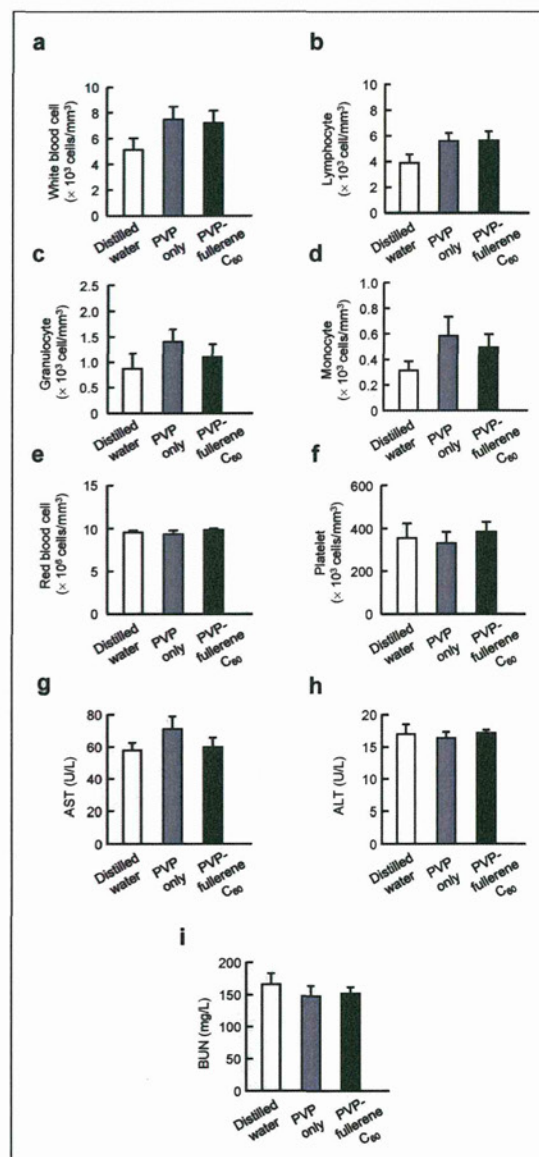 a
White blood cell
(× 10³ cells/mm³)
8
6
4
2
0
Distilled
water
PVP
only
PVP-
fullerene
C₆₀
b
Lymphocyte
(× 10³ cells/mm³)
8
6
4
2
0
Distilled
water
PVP
only
PVP-
fullerene
C₆₀
c
Granulocyte
(× 10³ cell/mm³)
2.5
2.0
1.5
1.0
0.5
0
Distilled
water
PVP
only
PVP-
fullerene
C₆₀
d
Monocyte
(× 10³ cells/mm³)
1.0
0.8
0.6
0.4
0.2
0
Distilled
water
PVP
only
PVP-
fullerene
C₆₀
e
Red blood cell
(× 10⁶ cells/mm³)
15
10
5
0
Distilled
water
PVP
only
PVP-
fullerene
C₆₀
f
Platelet
(× 10³ cells/mm³)
600
400
200
0
Distilled
water
PVP
only
PVP-
fullerene
C₆₀
g
AST (U/L)
80
60
40
20
0
Distilled
water
PVP
only
PVP-
fullerene
C₆₀
h
ALT (U/L)
20
15
10
5
0
Distilled
water
PVP
only
PVP-
fullerene
C₆₀
i
BUN (mg/L)
200
150
100
50
0
Distilled
water
PVP
only
PVP-
fullerene
C₆₀